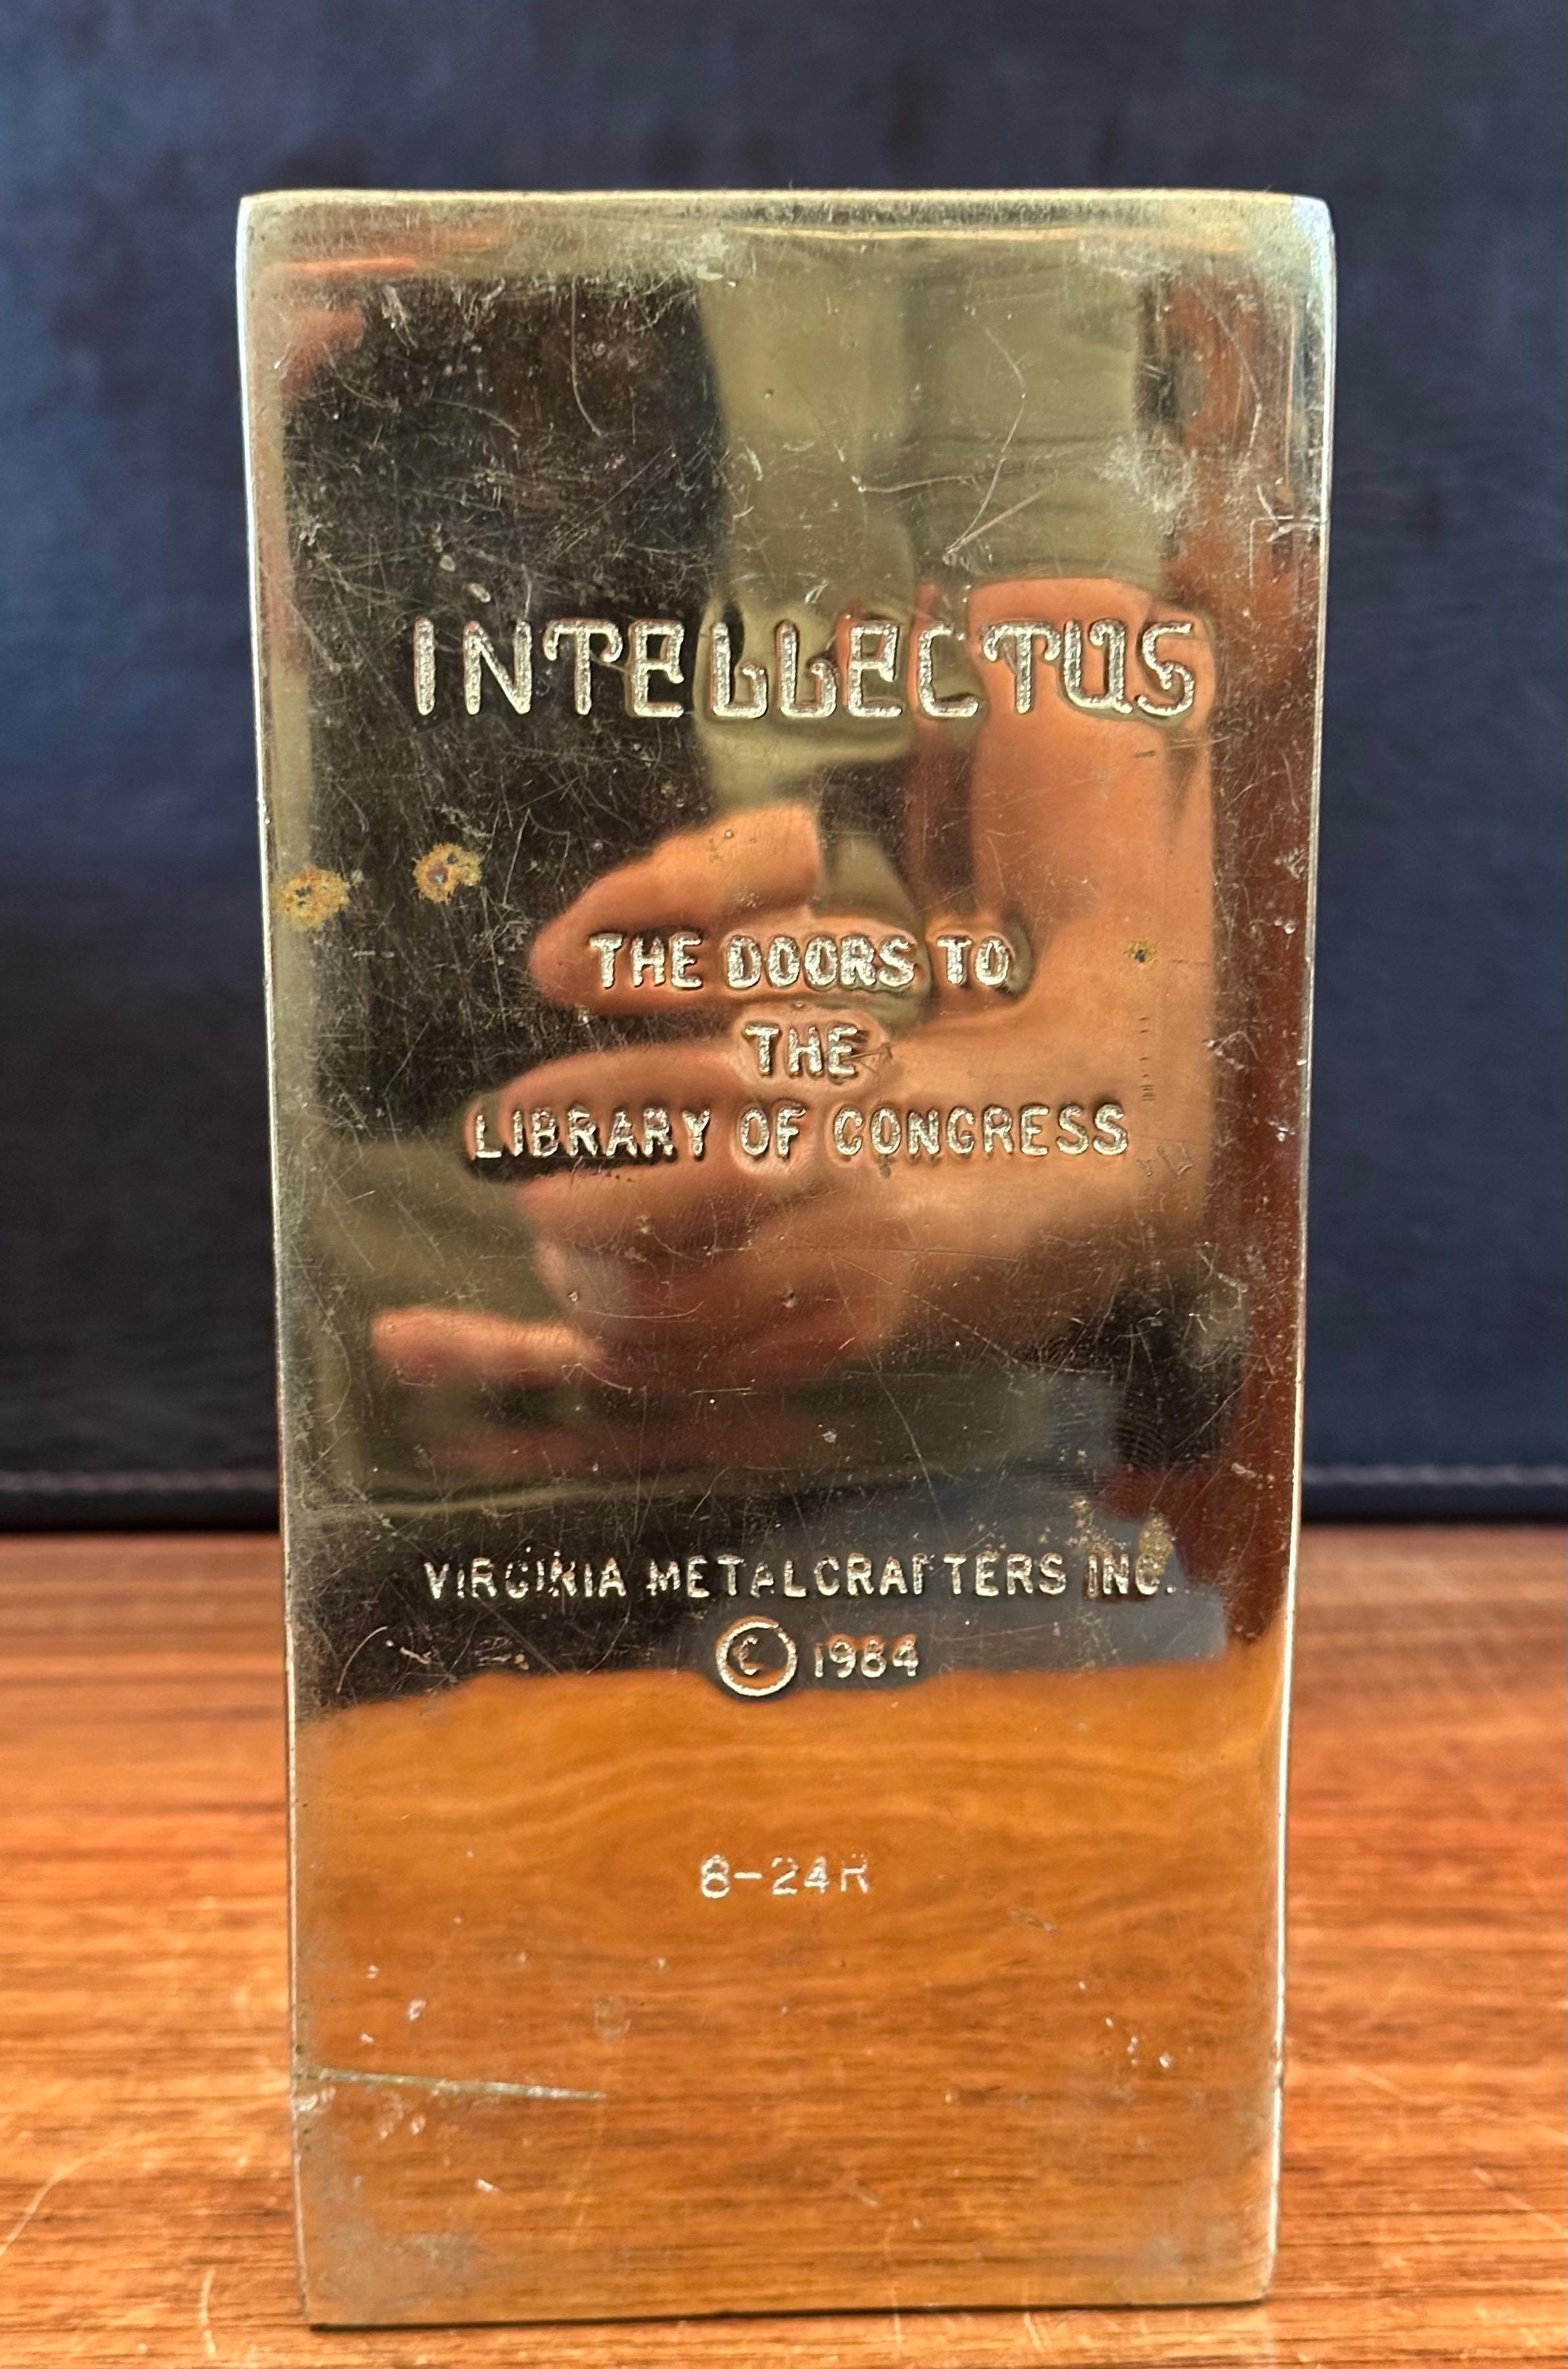 INTELLECTUS
THE DOORS TO
THE
LIBRARY OF CONGRESS
VIRGINIA METALCRAFTERS INC.
© 1984
8-24R